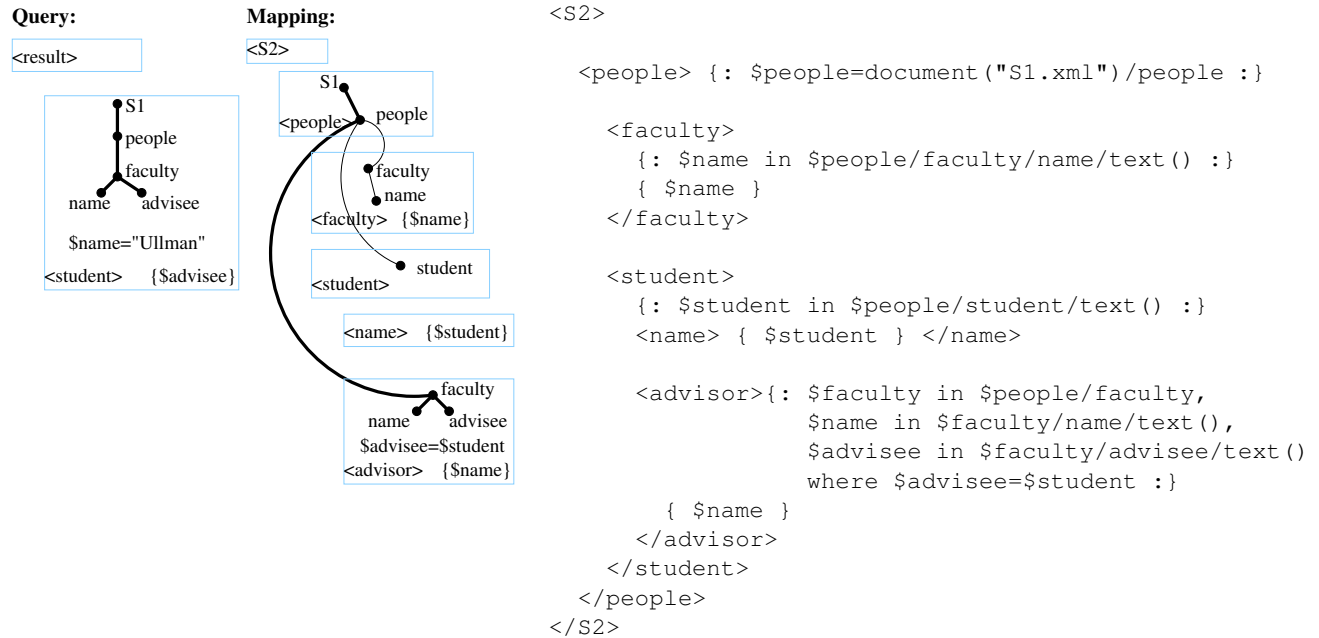 Query:
<result>
S1
people
faculty
name advisee
$name="Ullman"
<student> {$advisee}
Mapping:
<S2>
S1
<people> people
faculty
name
<faculty> {$name}
student
<student>
<name> {$student}
faculty
name advisee
$advisee=$student
<advisor> {$name}
<S2>
<people> {: $people=document("S1.xml")/people :}
<faculty>
{: $name in $people/faculty/name/text() :}
{ $name }
</faculty>
<student>
{: $student in $people/student/text() :}
<name> { $student } </name>
<advisor>{: $faculty in $people/faculty,
$name in $faculty/name/text(),
$advisee in $faculty/advisee/text()
where $advisee=$student :}
{ $name }
</advisor>
</student>
</people>
</S2>